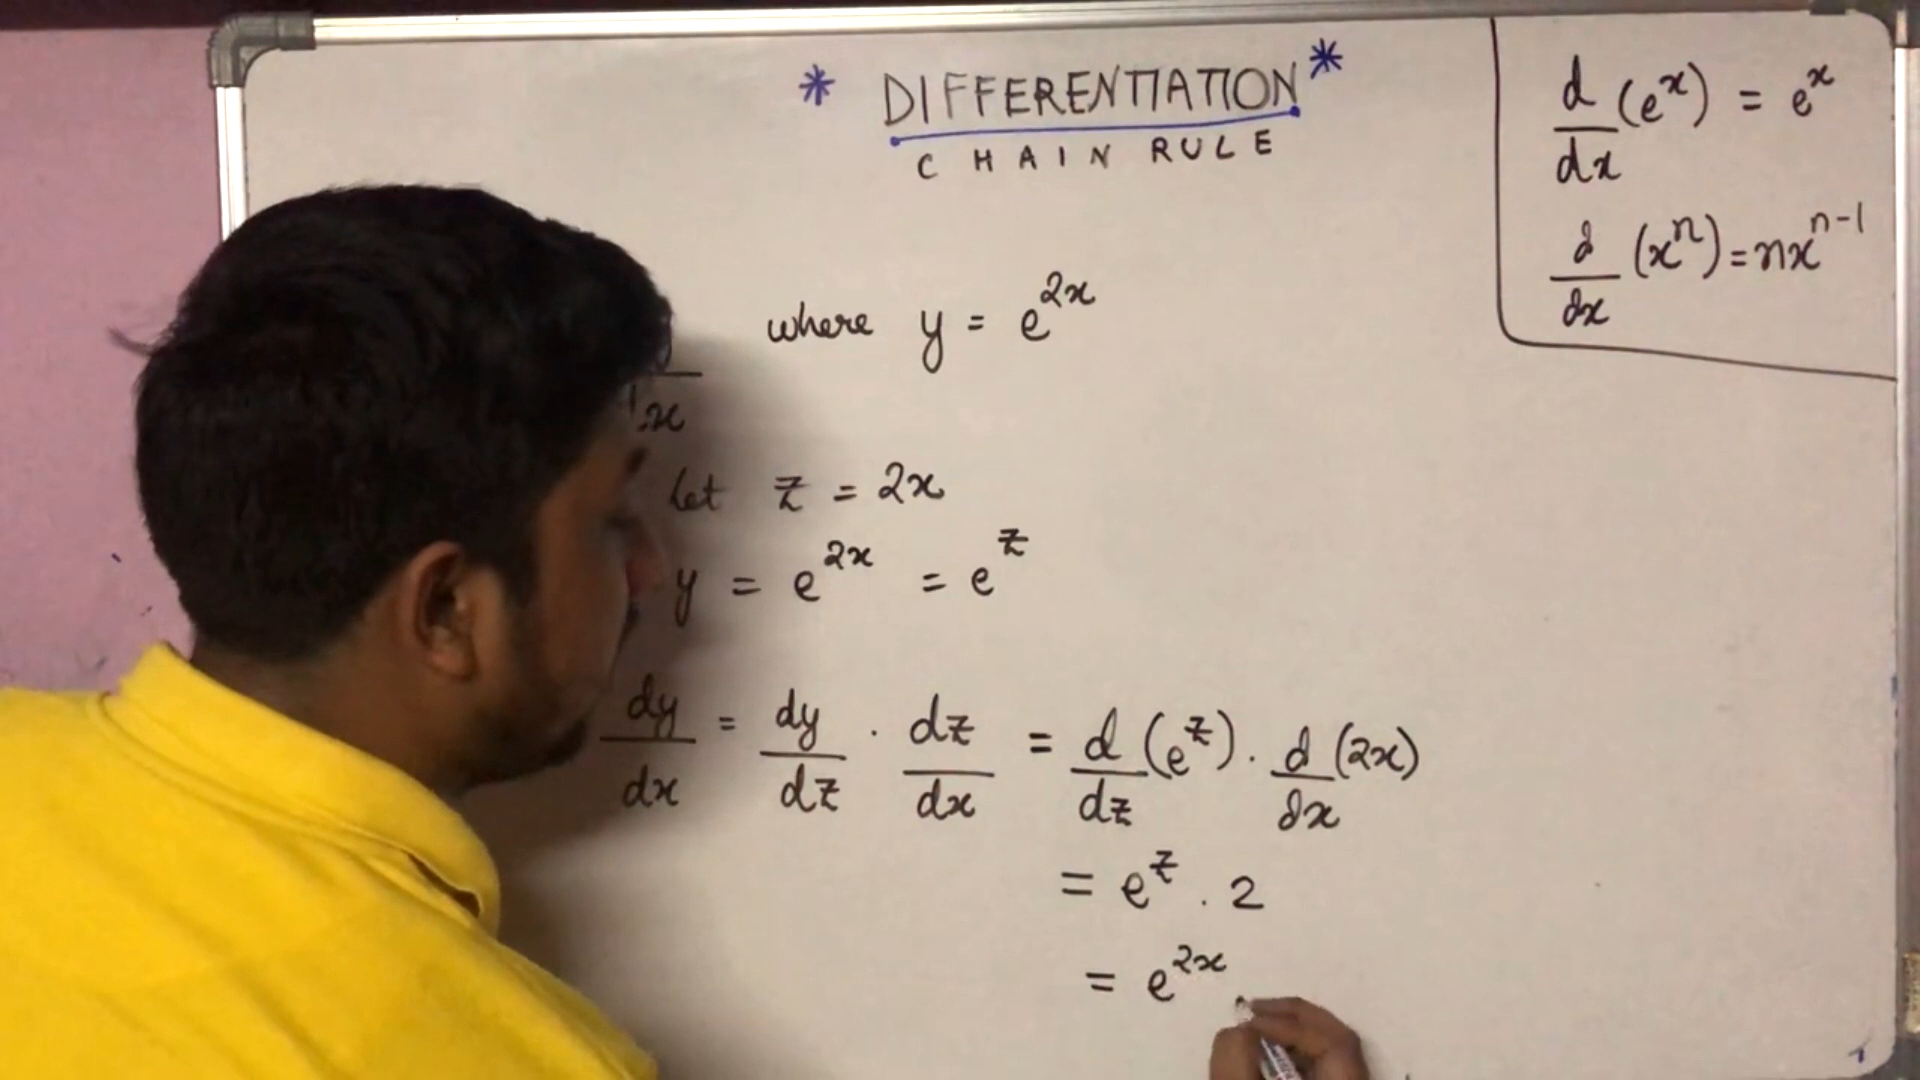 * DIFFERENTIATION *
CHAIN RULE
d/dx (e^x) = e^x
d/dx (x^n) = nx^(n-1)
where y = e^(2x)
dx
Let z = 2x
y = e^(2x) = e^z
dy/dx = dy/dz . dz/dx = d/dz (e^z) . d/dx (2x)
= e^z . 2
= e^(2x) .